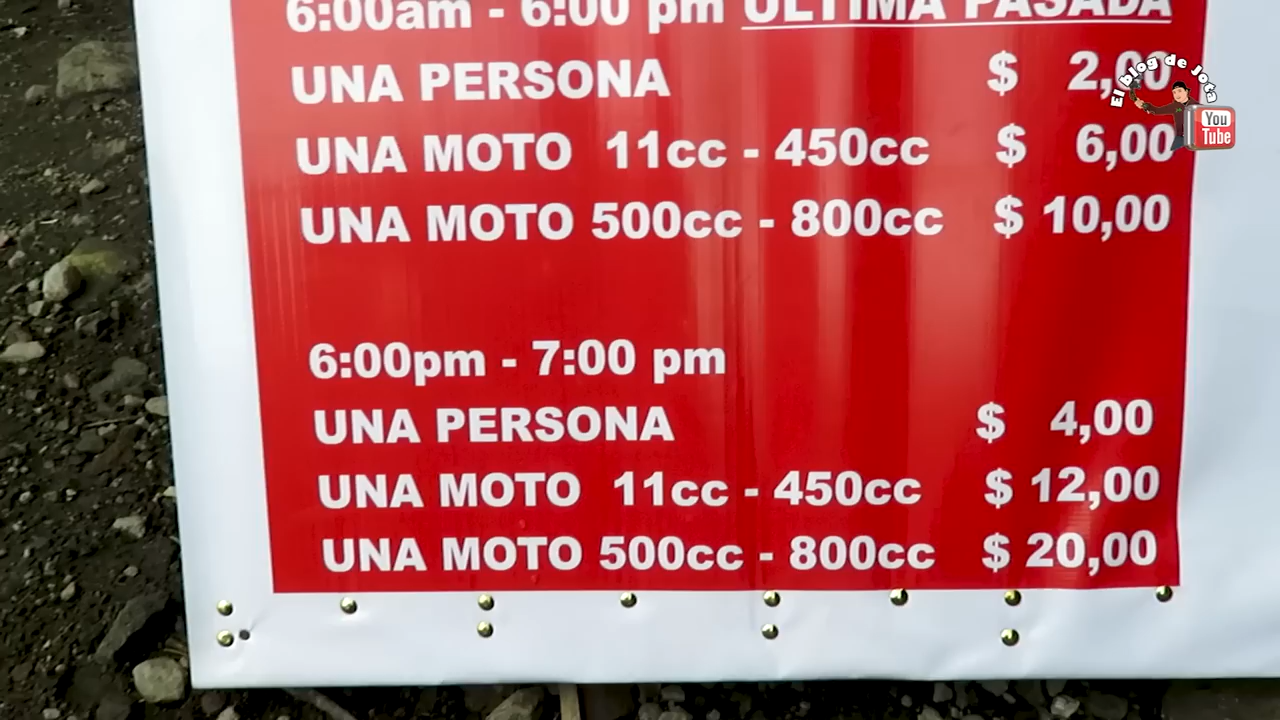 6:00am - 6:00 pm ULTIMA PASADA
UNA PERSONA $ 2,00
UNA MOTO 11cc - 450cc $ 6,00
UNA MOTO 500cc - 800cc $ 10,00
6:00pm - 7:00 pm
UNA PERSONA $ 4,00
UNA MOTO 11cc - 450cc $ 12,00
UNA MOTO 500cc - 800cc $ 20,00
El blog de Jota
You
Tube